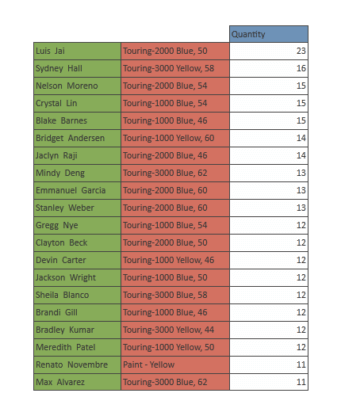 Quantity
Luis Jai Touring-2000 Blue, 50 23
Sydney Hall Touring-3000 Yellow, 58 16
Nelson Moreno Touring-2000 Blue, 54 15
Crystal Lin Touring-1000 Blue, 54 15
Blake Barnes Touring-1000 Blue, 46 15
Bridget Andersen Touring-1000 Yellow, 60 14
Jaclyn Raji Touring-2000 Blue, 46 14
Mindy Deng Touring-3000 Blue, 62 13
Emmanuel Garcia Touring-2000 Blue, 60 13
Stanley Weber Touring-2000 Blue, 60 13
Gregg Nye Touring-1000 Blue, 54 12
Clayton Beck Touring-2000 Blue, 50 12
Devin Carter Touring-1000 Yellow, 46 12
Jackson Wright Touring-1000 Blue, 50 12
Sheila Blanco Touring-3000 Blue, 58 12
Brandi Gill Touring-1000 Blue, 46 12
Bradley Kumar Touring-3000 Yellow, 44 12
Meredith Patel Touring-1000 Yellow, 50 12
Renato Novembre Paint - Yellow 11
Max Alvarez Touring-3000 Blue, 62 11